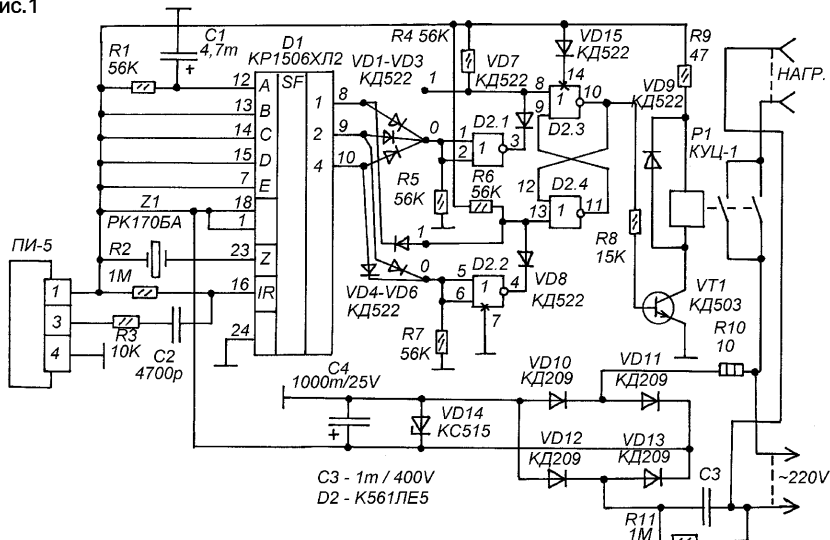 ис.1
R1
56K
C1
4,7m
+
D1
КР1506ХЛ2
SF
12
A
13
B
14
C
15
D
7
E
18
1
23
Z
16
IR
24
1
8
2
9
4
10
Z1
РК170БА
R2
1M
ПИ-5
1
3
4
R3
10K
C2
4700p
VD1-VD3
КД522
R4 56K
VD7
КД522
VD15
КД522
R9
47
НАГР.
1
0
1
2
D2.1
1
3
8
9
14
1
10
D2.3
VD9
КД522
P1
КУЦ-1
R5
56K
R6
56K
12
13
D2.4
1
11
R8
15K
1
0
VD4-VD6
КД522
5
6
D2.2
1
4
7
VD8
КД522
VT1
КД503
R7
56K
R10
10
C4
1000m/25V
+
VD14
КС515
VD10
КД209
VD11
КД209
VD12
КД209
VD13
КД209
C3
~220V
C3 - 1m / 400V
D2 - К561ЛЕ5
R11
1M